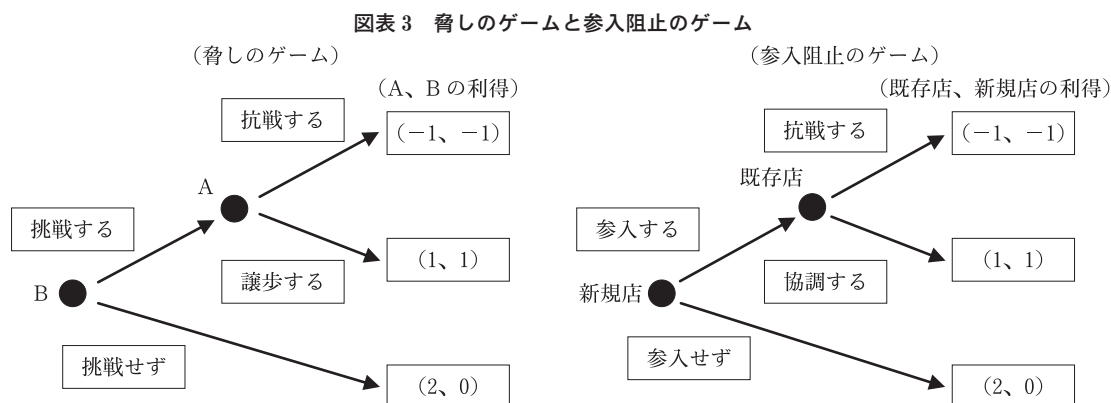 図表3 脅しのゲームと参入阻止のゲーム
（脅しのゲーム）
（A、Bの利得）
抗戦する
（－1、－1）
A
挑戦する
譲歩する
（1、1）
B
挑戦せず
（2、0）
（参入阻止のゲーム）
（既存店、新規店の利得）
抗戦する
（－1、－1）
既存店
参入する
協調する
（1、1）
新規店
参入せず
（2、0）